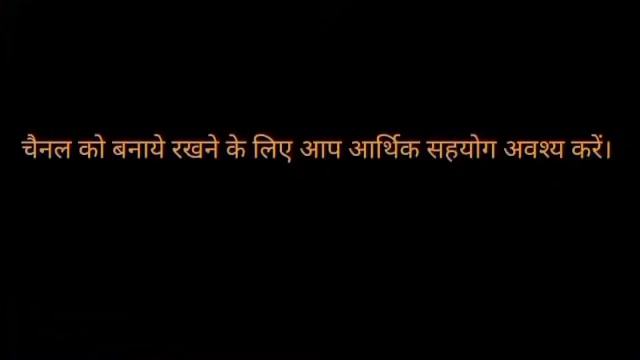 चैनल को बनाये रखने के लिए आप आर्थिक सहयोग अवश्य करें।